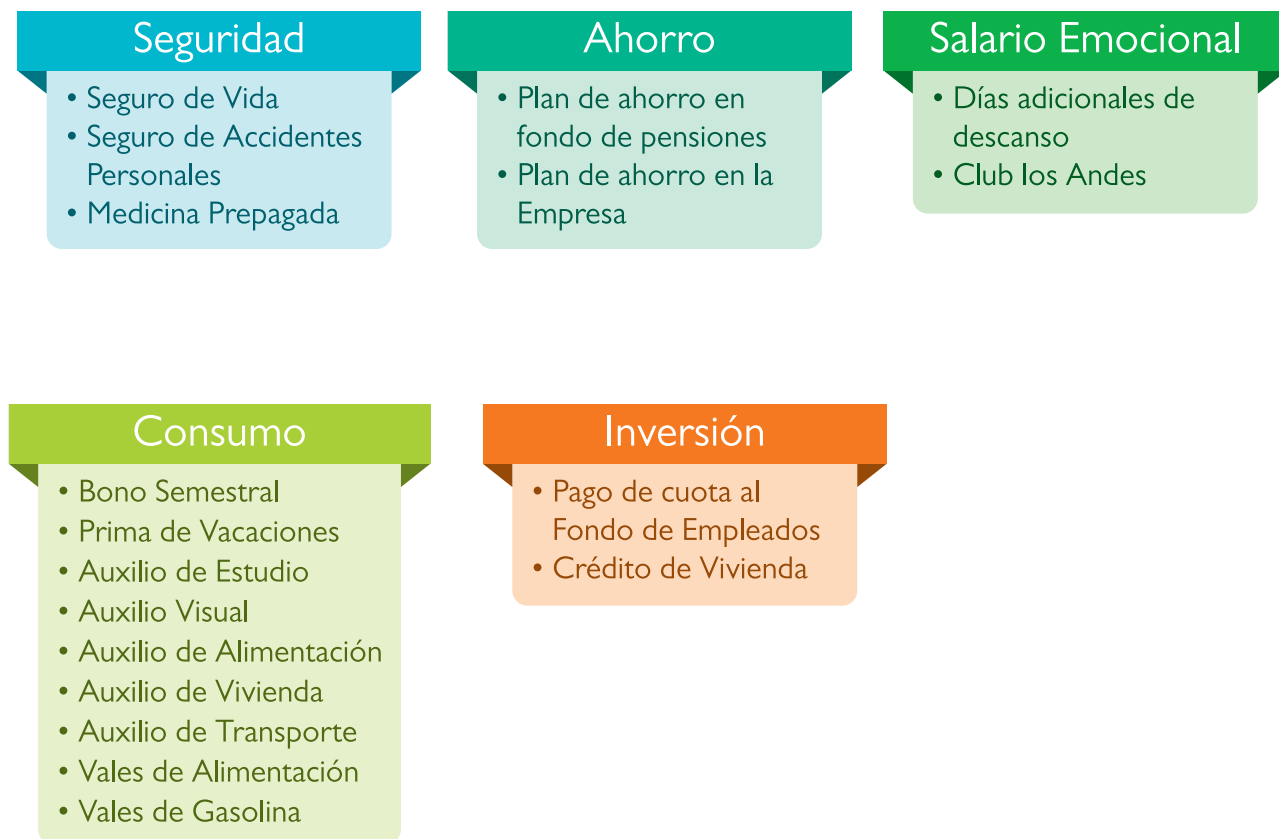 Seguridad
• Seguro de Vida
• Seguro de Accidentes
Personales
• Medicina Prepagada
Ahorro
• Plan de ahorro en
fondo de pensiones
• Plan de ahorro en la
Empresa
Salario Emocional
• Días adicionales de
descanso
• Club los Andes
Consumo
• Bono Semestral
• Prima de Vacaciones
• Auxilio de Estudio
• Auxilio Visual
• Auxilio de Alimentación
• Auxilio de Vivienda
• Auxilio de Transporte
• Vales de Alimentación
• Vales de Gasolina
Inversión
• Pago de cuota al
Fondo de Empleados
• Crédito de Vivienda